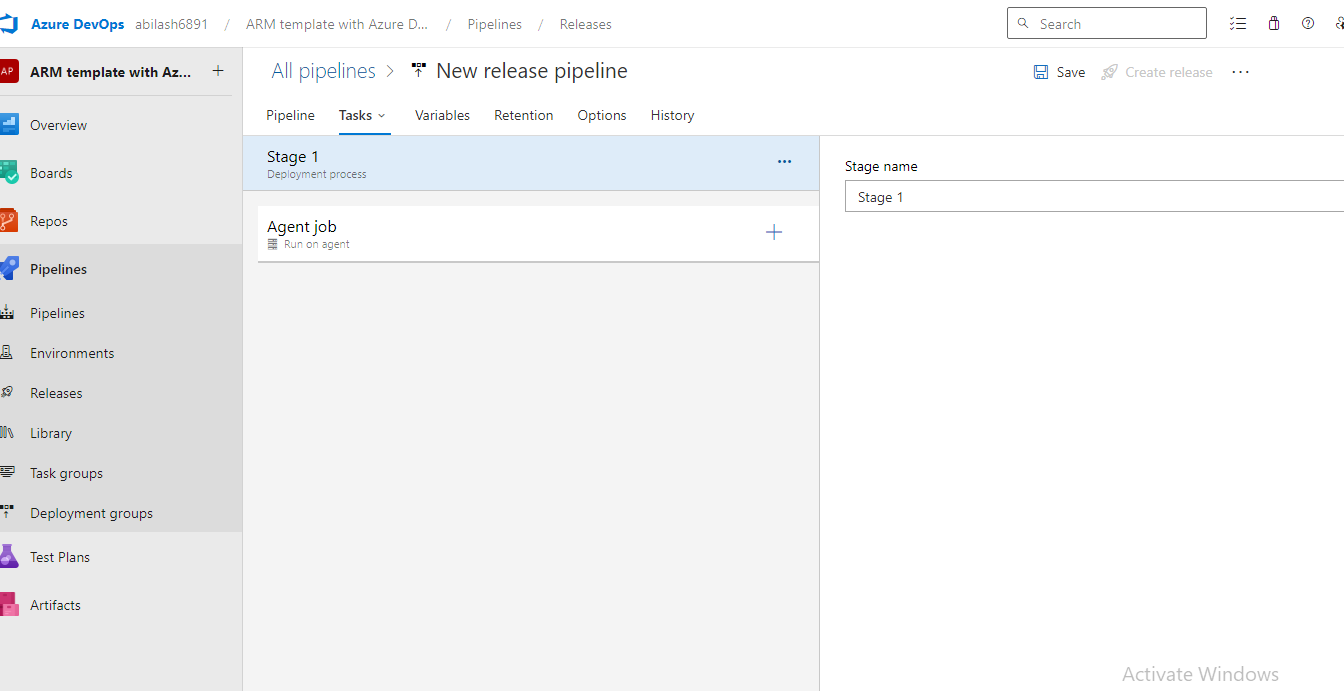 Azure DevOps abilash6891 / ARM template with Azure D... / Pipelines / Releases Search
AP ARM template with Az... +
All pipelines > New release pipeline Save Create release ...
Pipeline Tasks Variables Retention Options History
Overview
Boards
Repos
Pipelines
Pipelines
Environments
Releases
Library
Task groups
Deployment groups
Test Plans
Artifacts
Stage 1
Deployment process
Agent job
Run on agent
Stage name
Stage 1
Activate Windows